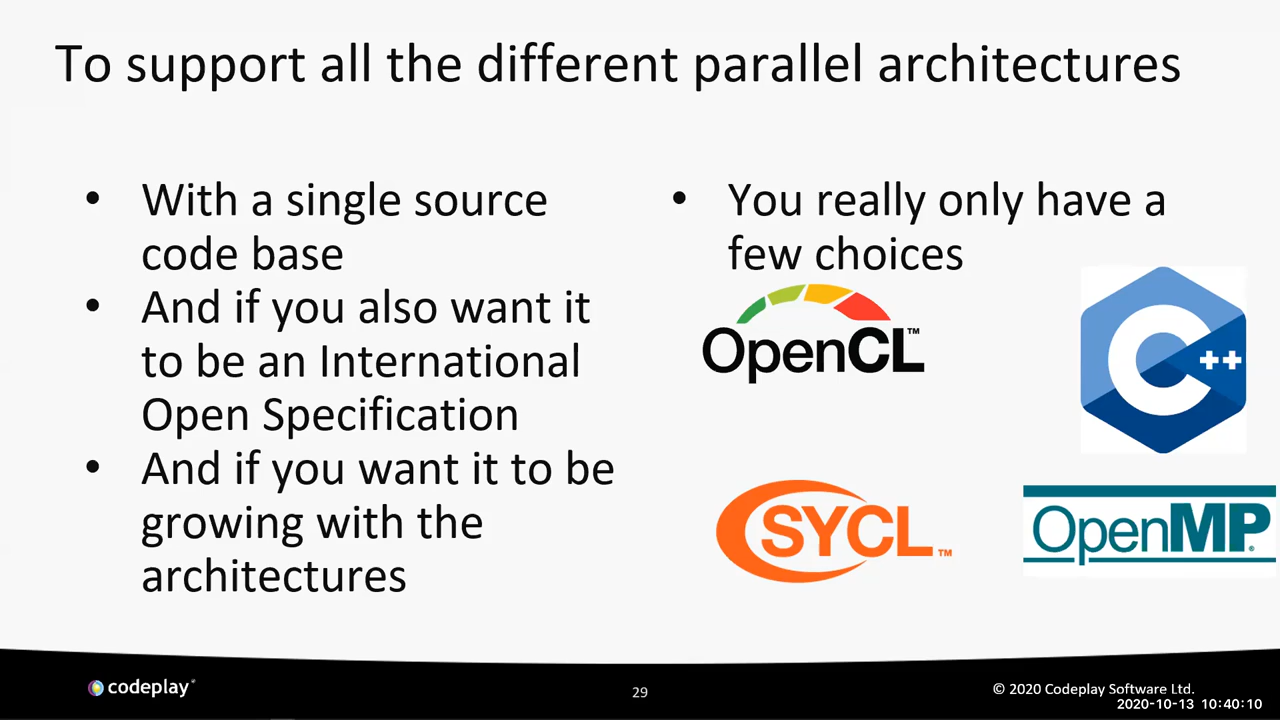 To support all the different parallel architectures
• With a single source
code base
• And if you also want it
to be an International
Open Specification
• And if you want it to be
growing with the
architectures
• You really only have a
few choices
OpenCL™
C++
SYCL™
OpenMP®
codeplay®
29
© 2020 Codeplay Software Ltd.
2020-10-13 10:40:10